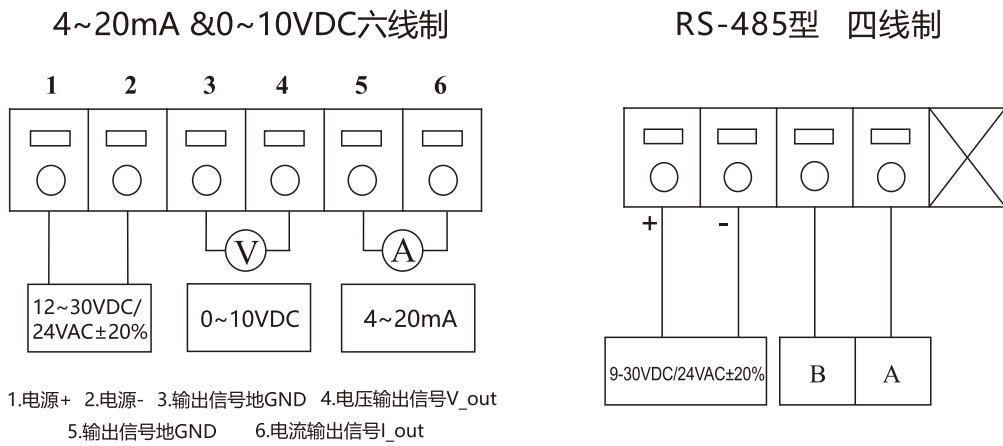 4~20mA &0~10VDC六线制
1 2 3 4 5 6
V A
12~30VDC/
24VAC±20%
0~10VDC
4~20mA
1.电源+ 2.电源- 3.输出信号地GND 4.电压输出信号V_out
5.输出信号地GND 6.电流输出信号I_out
RS-485型 四线制
+ -
9-30VDC/24VAC±20%
B A